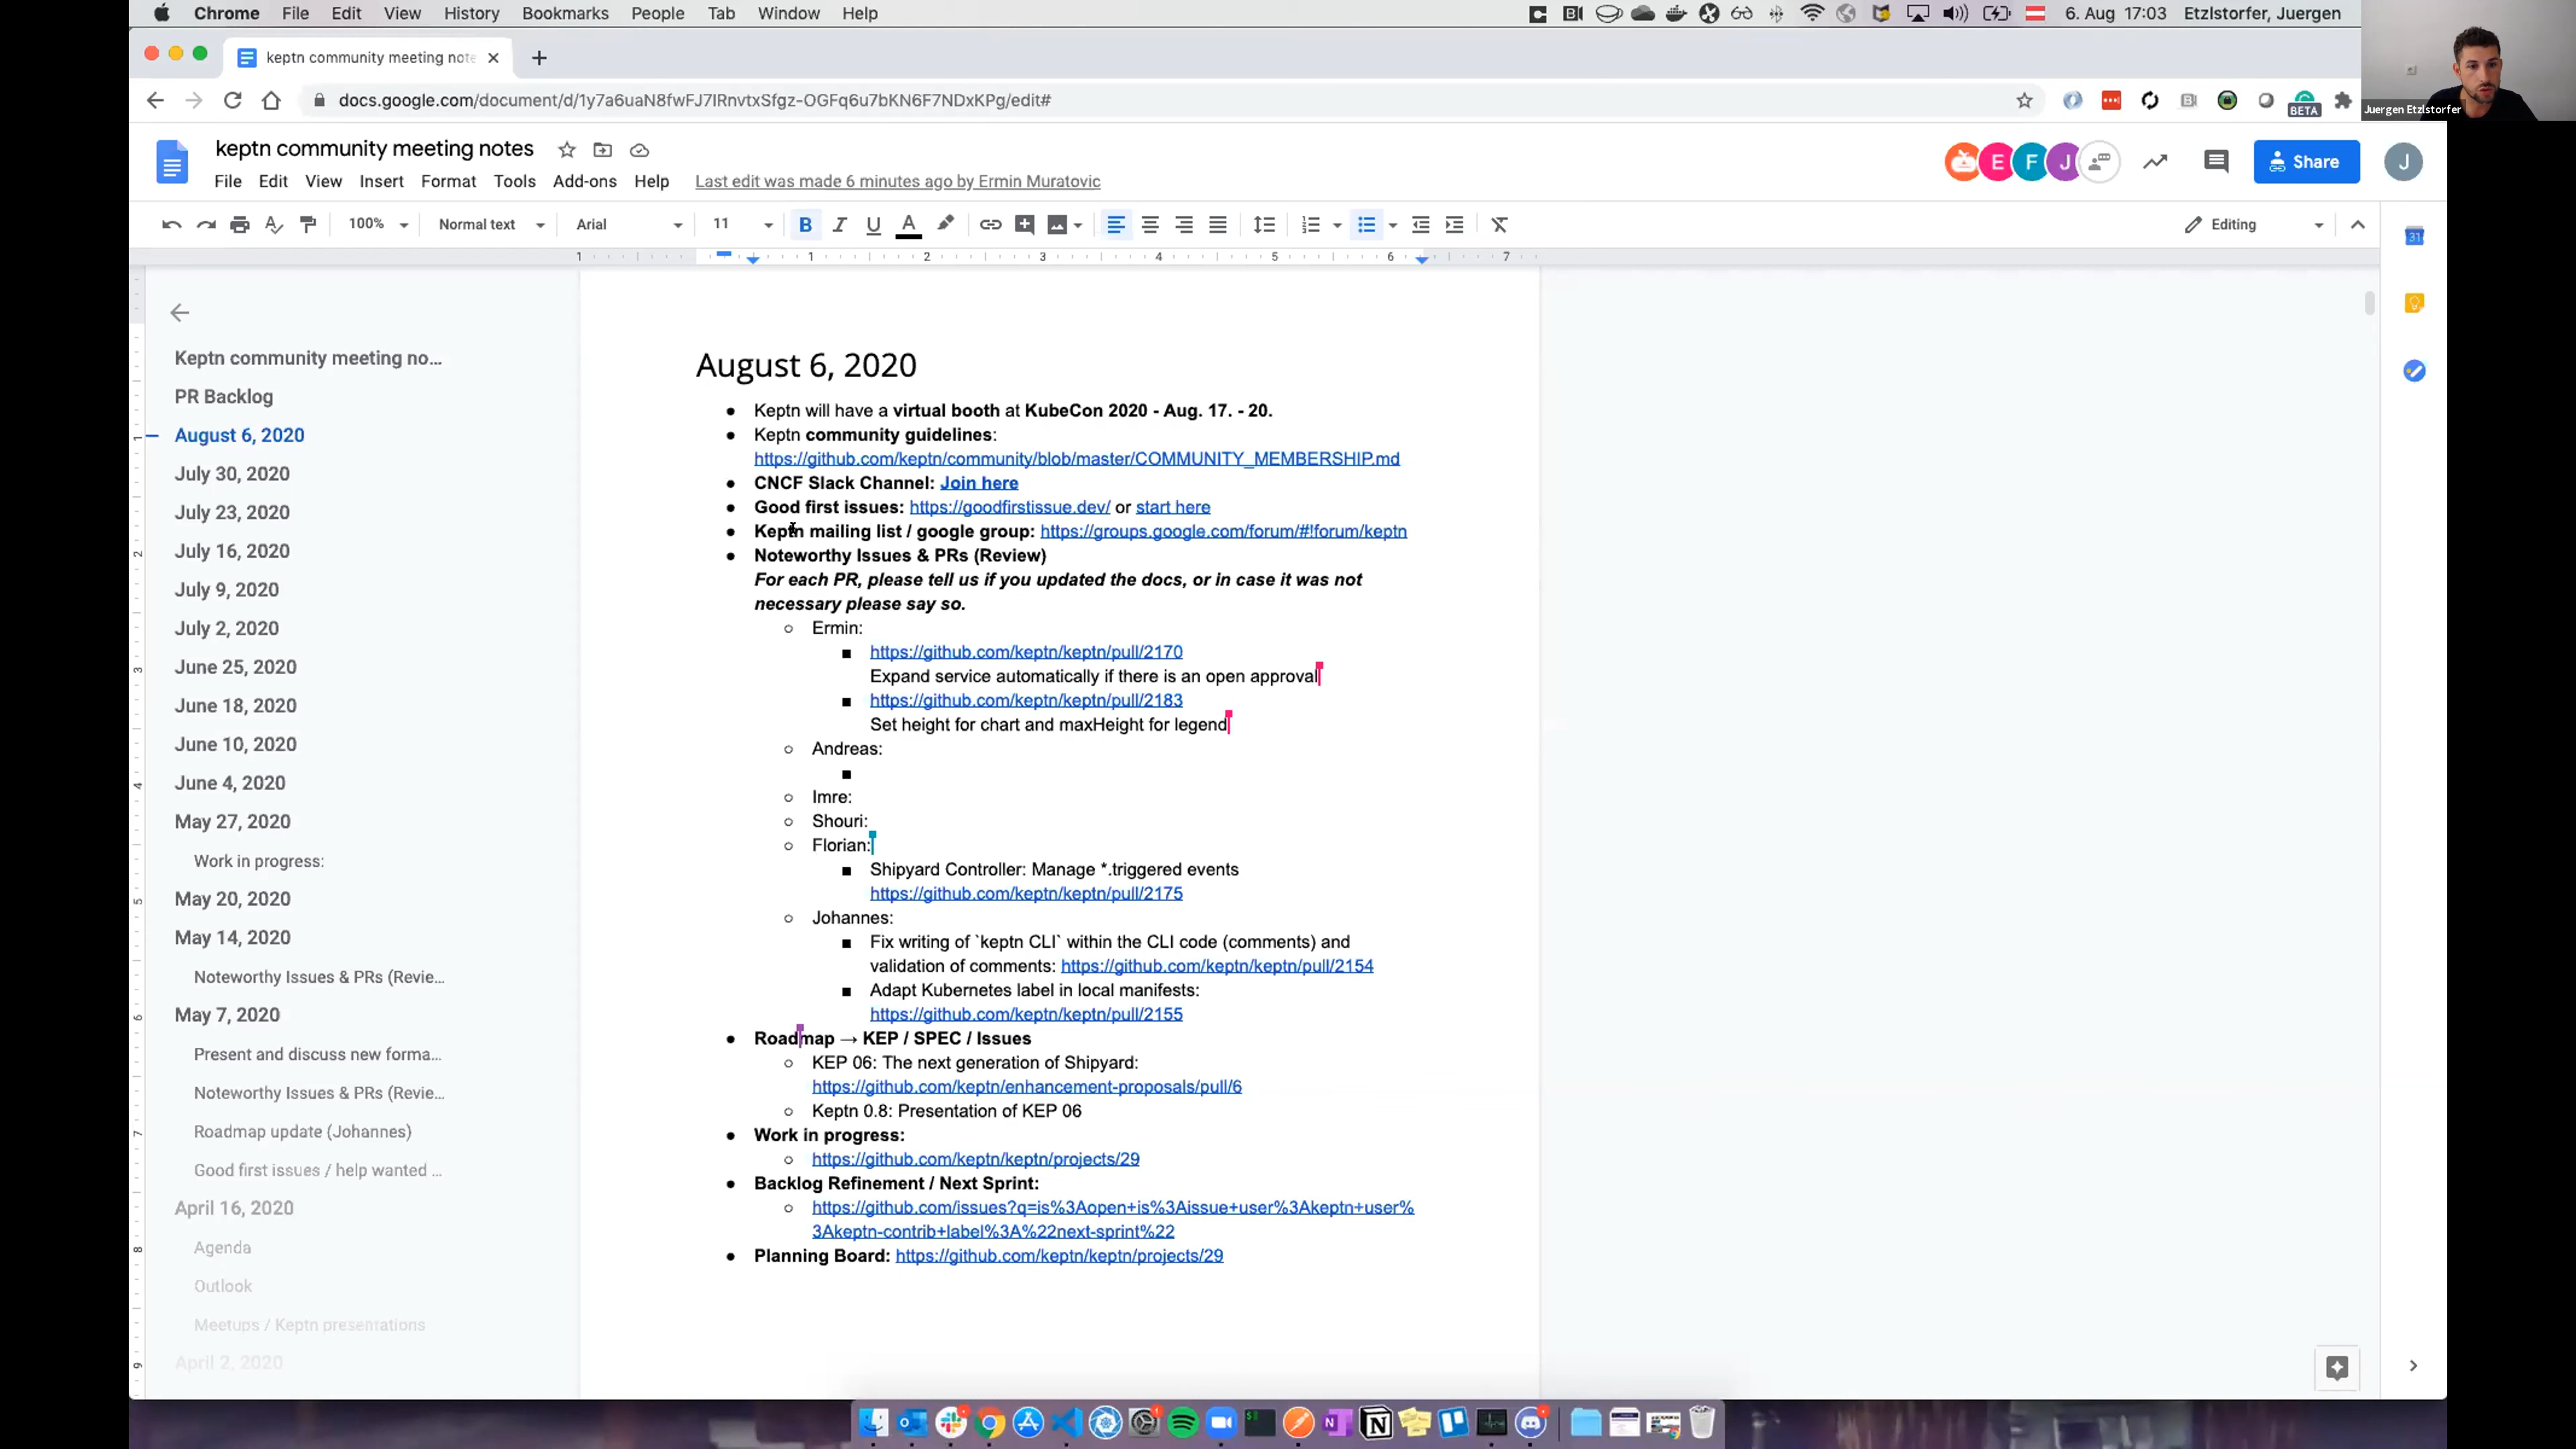 Chrome File Edit View History Bookmarks People Tab Window Help
6. Aug 17:03 Etzlstorfer, Juergen
keptn community meeting note
docs.google.com/document/d/1y7a6uaN8fwFJ7IRnvtxSfgz-OGFq6u7bKN6F7NDxKPg/edit#
BETA
Juergen Etzlstorfer
keptn community meeting notes
E F J
Share
J
File Edit View Insert Format Tools Add-ons Help
Last edit was made 6 minutes ago by Ermin Muratovic
100% Normal text Arial 11 B I U A
Editing
1 1 2 3 4 5 6 7
31
Keptn community meeting no...
PR Backlog
August 6, 2020
July 30, 2020
July 23, 2020
July 16, 2020
July 9, 2020
July 2, 2020
June 25, 2020
June 18, 2020
June 10, 2020
June 4, 2020
May 27, 2020
Work in progress:
May 20, 2020
May 14, 2020
Noteworthy Issues & PRs (Revie...
May 7, 2020
Present and discuss new forma...
Noteworthy Issues & PRs (Revie...
Roadmap update (Johannes)
Good first issues / help wanted ...
April 16, 2020
Agenda
Outlook
Meetups / Keptn presentations
April 2, 2020
1
2
3
4
5
6
7
8
9
August 6, 2020
● Keptn will have a virtual booth at KubeCon 2020 - Aug. 17. - 20.
● Keptn community guidelines:
https://github.com/keptn/community/blob/master/COMMUNITY_MEMBERSHIP.md
● CNCF Slack Channel: Join here
● Good first issues: https://goodfirstissue.dev/ or start here
● Keptn mailing list / google group: https://groups.google.com/forum/#!forum/keptn
● Noteworthy Issues & PRs (Review)
For each PR, please tell us if you updated the docs, or in case it was not
necessary please say so.
○ Ermin:
■ https://github.com/keptn/keptn/pull/2170
Expand service automatically if there is an open approval
■ https://github.com/keptn/keptn/pull/2183
Set height for chart and maxHeight for legend
○ Andreas:
■
○ Imre:
○ Shouri:
○ Florian:
■ Shipyard Controller: Manage *.triggered events
https://github.com/keptn/keptn/pull/2175
○ Johannes:
■ Fix writing of `keptn CLI` within the CLI code (comments) and
validation of comments: https://github.com/keptn/keptn/pull/2154
■ Adapt Kubernetes label in local manifests:
https://github.com/keptn/keptn/pull/2155
● Roadmap → KEP / SPEC / Issues
○ KEP 06: The next generation of Shipyard:
https://github.com/keptn/enhancement-proposals/pull/6
○ Keptn 0.8: Presentation of KEP 06
● Work in progress:
○ https://github.com/keptn/keptn/projects/29
● Backlog Refinement / Next Sprint:
○ https://github.com/issues?q=is%3Aopen+is%3Aissue+user%3Akeptn+user%
3Akeptn-contrib+label%3A%22next-sprint%22
● Planning Board: https://github.com/keptn/keptn/projects/29